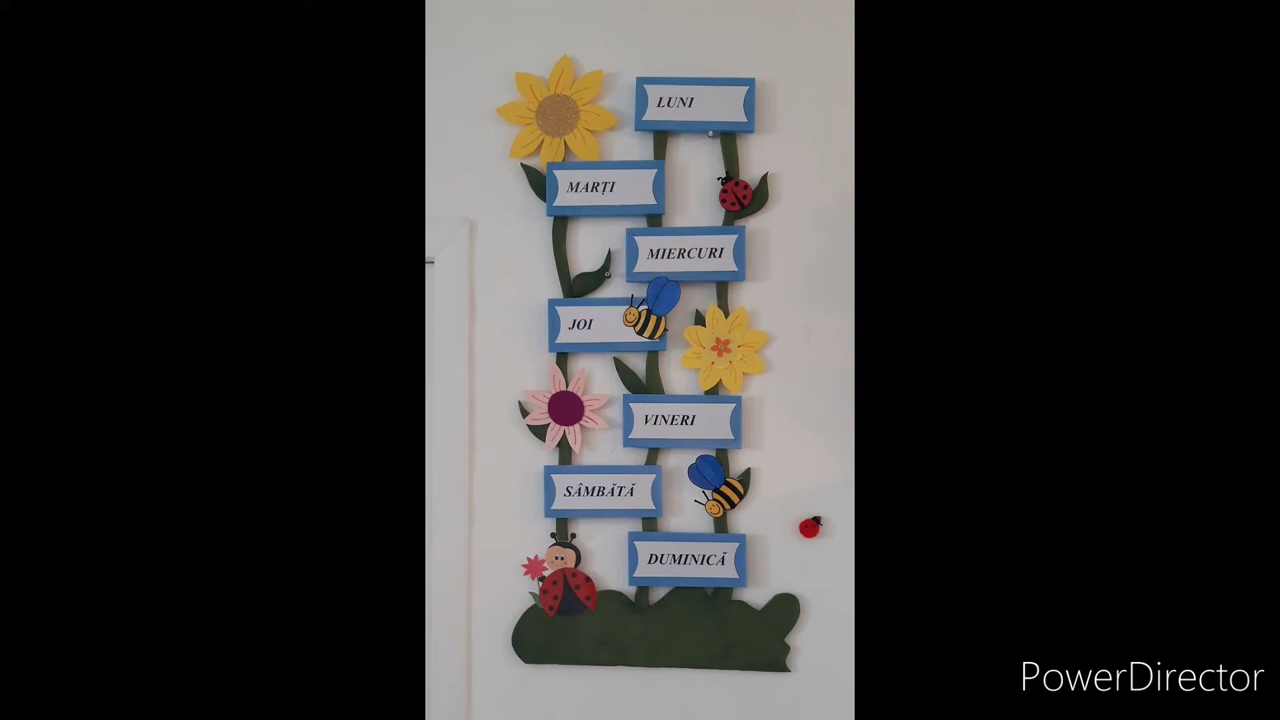 LUNI
MARȚI
MIERCURI
JOI
VINERI
SÂMBĂTĂ
DUMINICĂ
PowerDirector